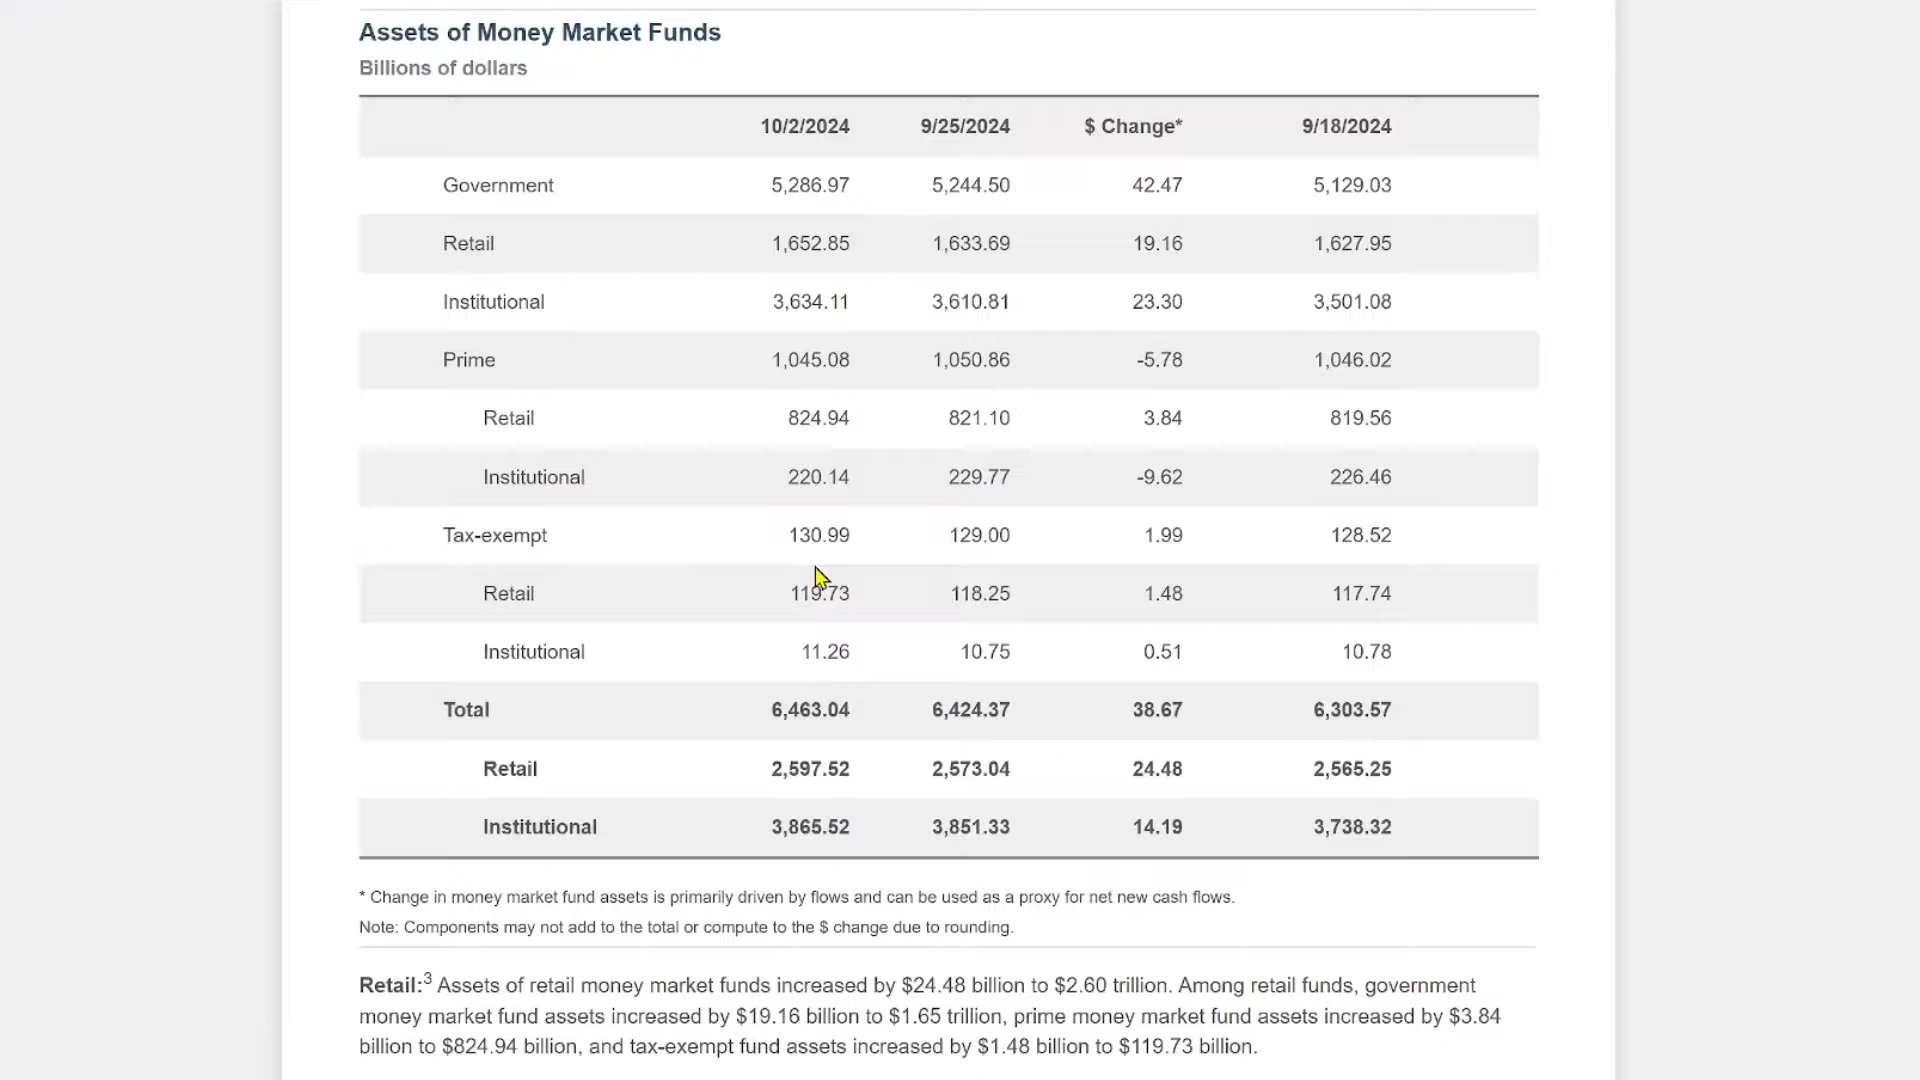 Assets of Money Market Funds
Billions of dollars
10/2/2024 9/25/2024 $ Change* 9/18/2024
Government 5,286.97 5,244.50 42.47 5,129.03
Retail 1,652.85 1,633.69 19.16 1,627.95
Institutional 3,634.11 3,610.81 23.30 3,501.08
Prime 1,045.08 1,050.86 -5.78 1,046.02
Retail 824.94 821.10 3.84 819.56
Institutional 220.14 229.77 -9.62 226.46
Tax-exempt 130.99 129.00 1.99 128.52
Retail 119.73 118.25 1.48 117.74
Institutional 11.26 10.75 0.51 10.78
Total 6,463.04 6,424.37 38.67 6,303.57
Retail 2,597.52 2,573.04 24.48 2,565.25
Institutional 3,865.52 3,851.33 14.19 3,738.32
* Change in money market fund assets is primarily driven by flows and can be used as a proxy for net new cash flows.
Note: Components may not add to the total or compute to the $ change due to rounding.
Retail:3 Assets of retail money market funds increased by $24.48 billion to $2.60 trillion. Among retail funds, government
money market fund assets increased by $19.16 billion to $1.65 trillion, prime money market fund assets increased by $3.84
billion to $824.94 billion, and tax-exempt fund assets increased by $1.48 billion to $119.73 billion.